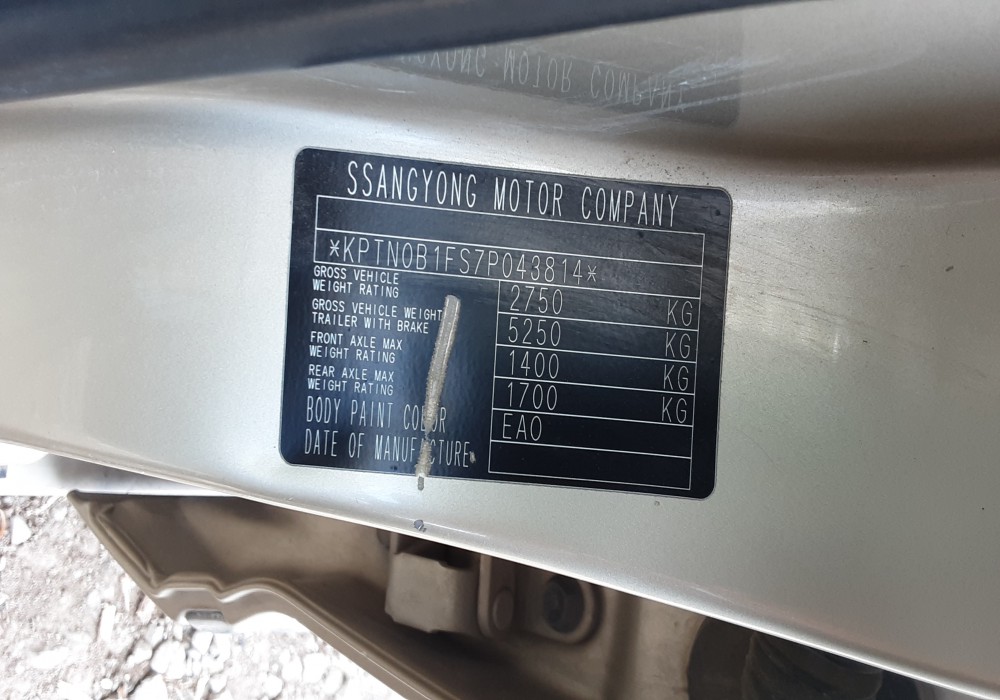 SSANGYONG MOTOR COMPANY
*KPTN0B1FS7P043814*
GROSS VEHICLE
WEIGHT RATING 2750 KG
GROSS VEHICLE WEIGHT
TRAILER WITH BRAKE 5250 KG
FRONT AXLE MAX
WEIGHT RATING 1400 KG
REAR AXLE MAX
WEIGHT RATING 1700 KG
BODY PAINT COLOR EAO
DATE OF MANUFACTURE